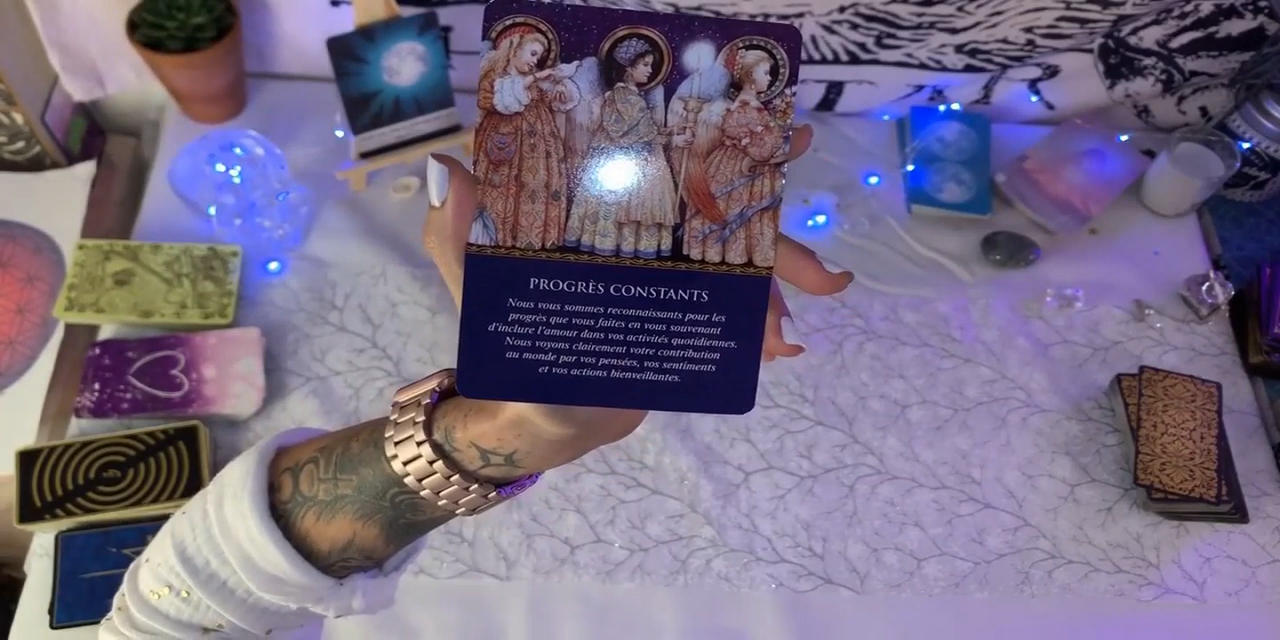 PROGRÈS CONSTANTS
Nous vous sommes reconnaissants pour les
progrès que vous faites en vous souvenant
d'inclure l'amour dans vos activités quotidiennes.
Nous voyons clairement votre contribution
au monde par vos pensées, vos sentiments
et vos actions bienveillantes.